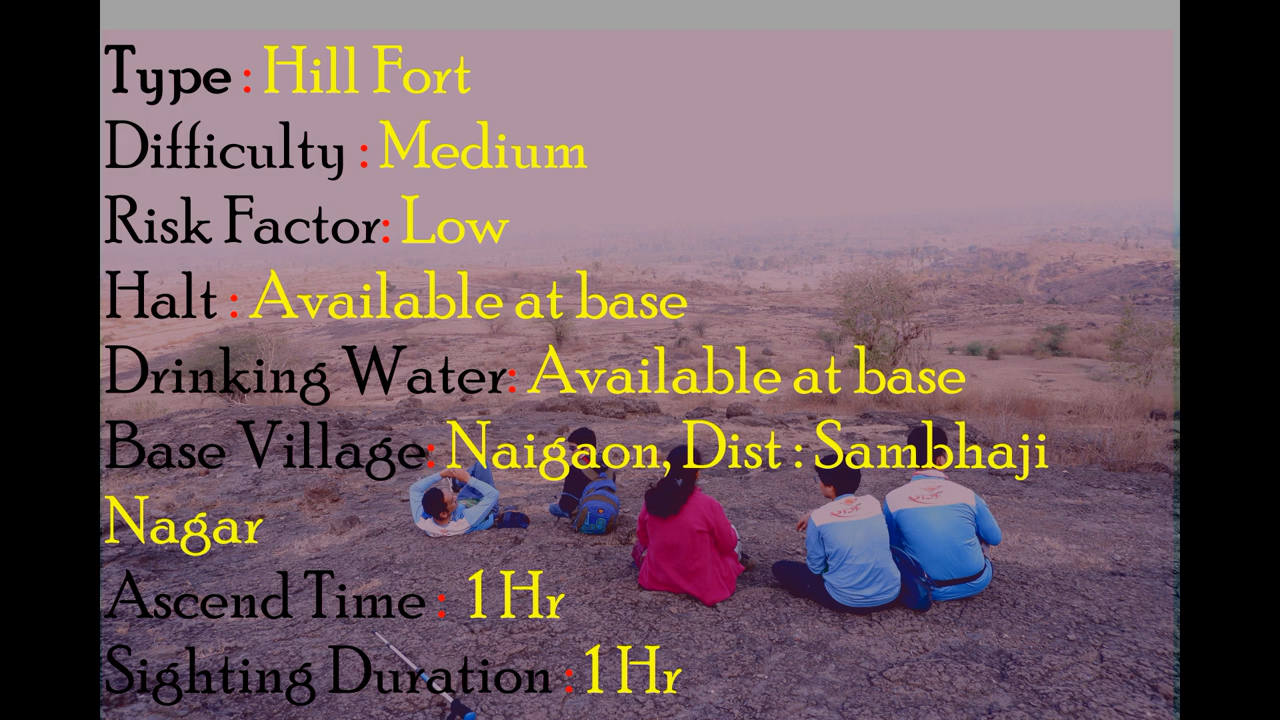 Type : Hill Fort
Difficulty : Medium
Risk Factor: Low
Halt : Available at base
Drinking Water: Available at base
Base Village: Naigaon, Dist : Sambhaji
Nagar
Ascend Time : 1 Hr
Sighting Duration : 1 Hr